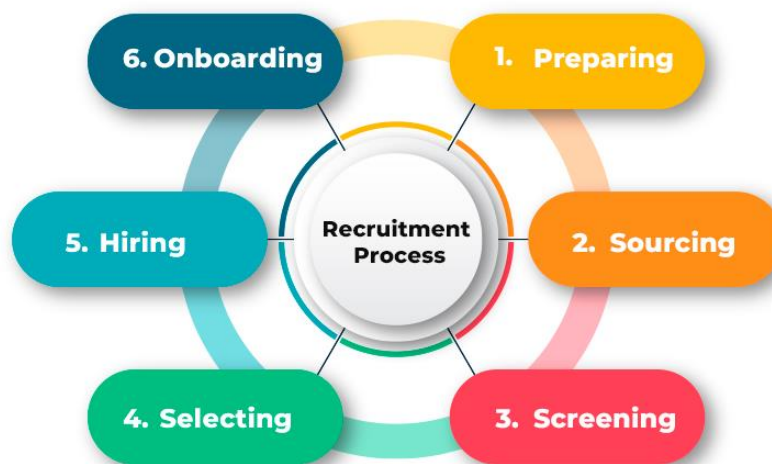 Recruitment
Process
1. Preparing
2. Sourcing
3. Screening
4. Selecting
5. Hiring
6. Onboarding